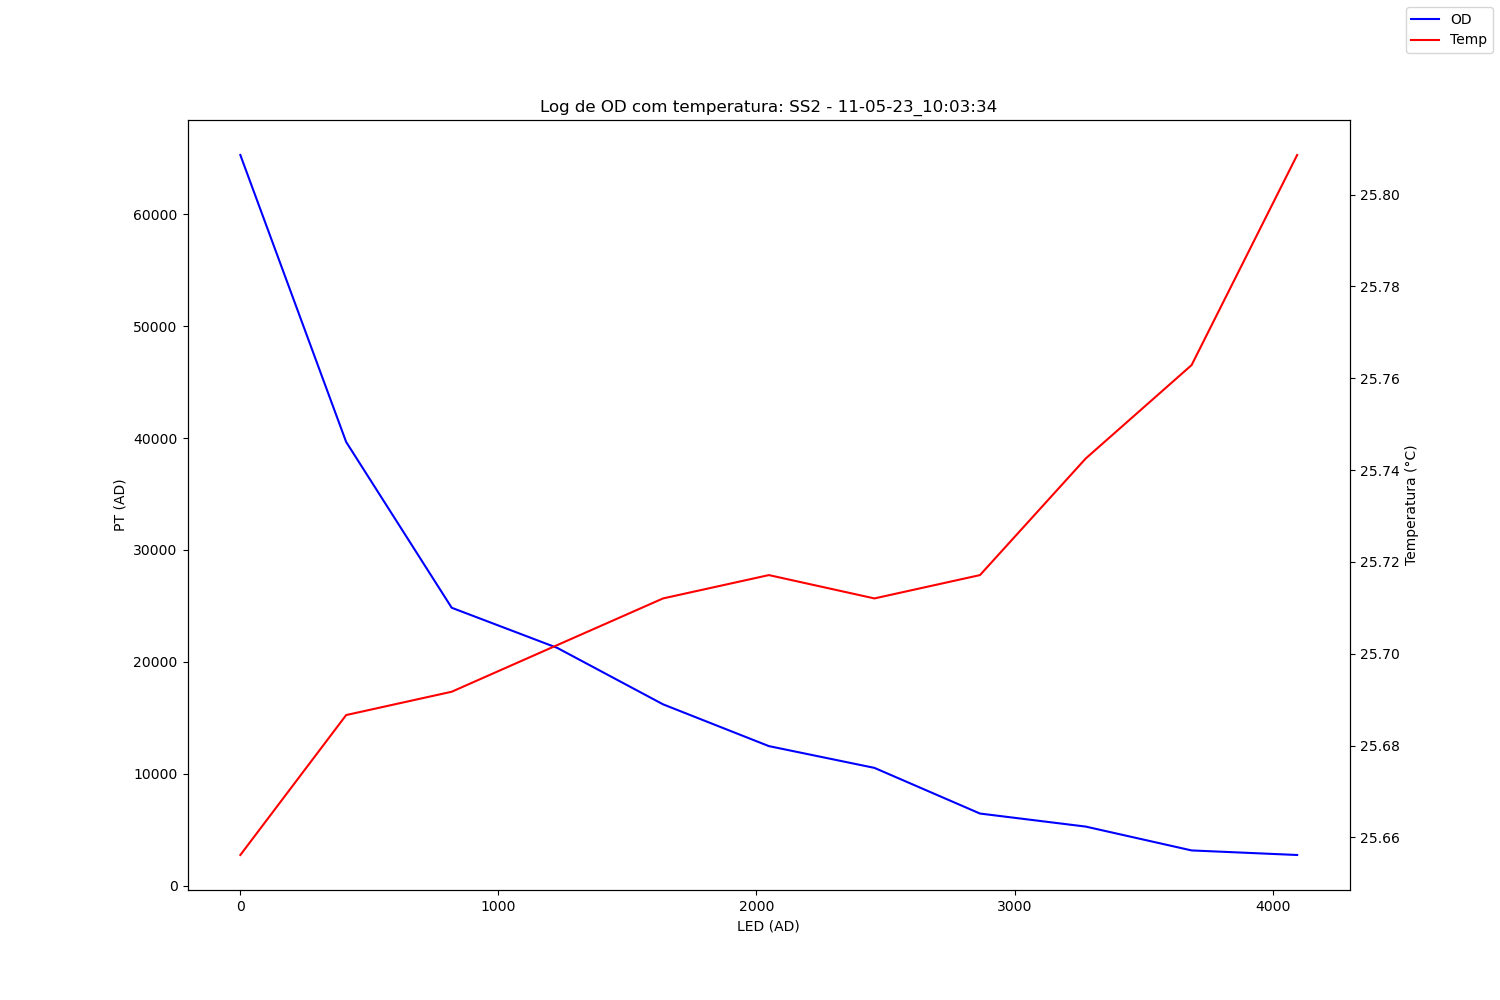 OD
Temp
Log de OD com temperatura: SS2 - 11-05-23_10:03:34
60000
50000
40000
30000
20000
10000
0
PT (AD)
25.80
25.78
25.76
25.74
25.72
25.70
25.68
25.66
Temperatura (°C)
0 1000 2000 3000 4000
LED (AD)